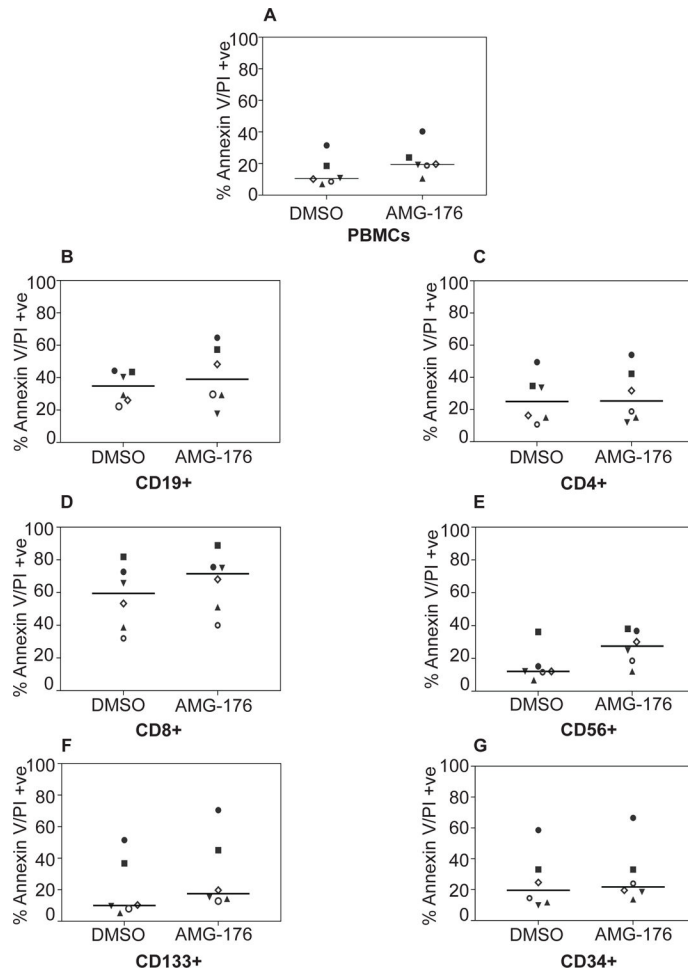 A
% Annexin V/PI +ve
100
80
60
40
20
0
DMSO
AMG-176
PBMCs
B
% Annexin V/PI +ve
100
80
60
40
20
0
DMSO
AMG-176
CD19+
C
% Annexin V/PI +ve
100
80
60
40
20
0
DMSO
AMG-176
CD4+
D
% Annexin V/PI +ve
100
80
60
40
20
0
DMSO
AMG-176
CD8+
E
% Annexin V/PI +ve
100
80
60
40
20
0
DMSO
AMG-176
CD56+
F
% Annexin V/PI +ve
100
80
60
40
20
0
DMSO
AMG-176
CD133+
G
% Annexin V/PI +ve
100
80
60
40
20
0
DMSO
AMG-176
CD34+